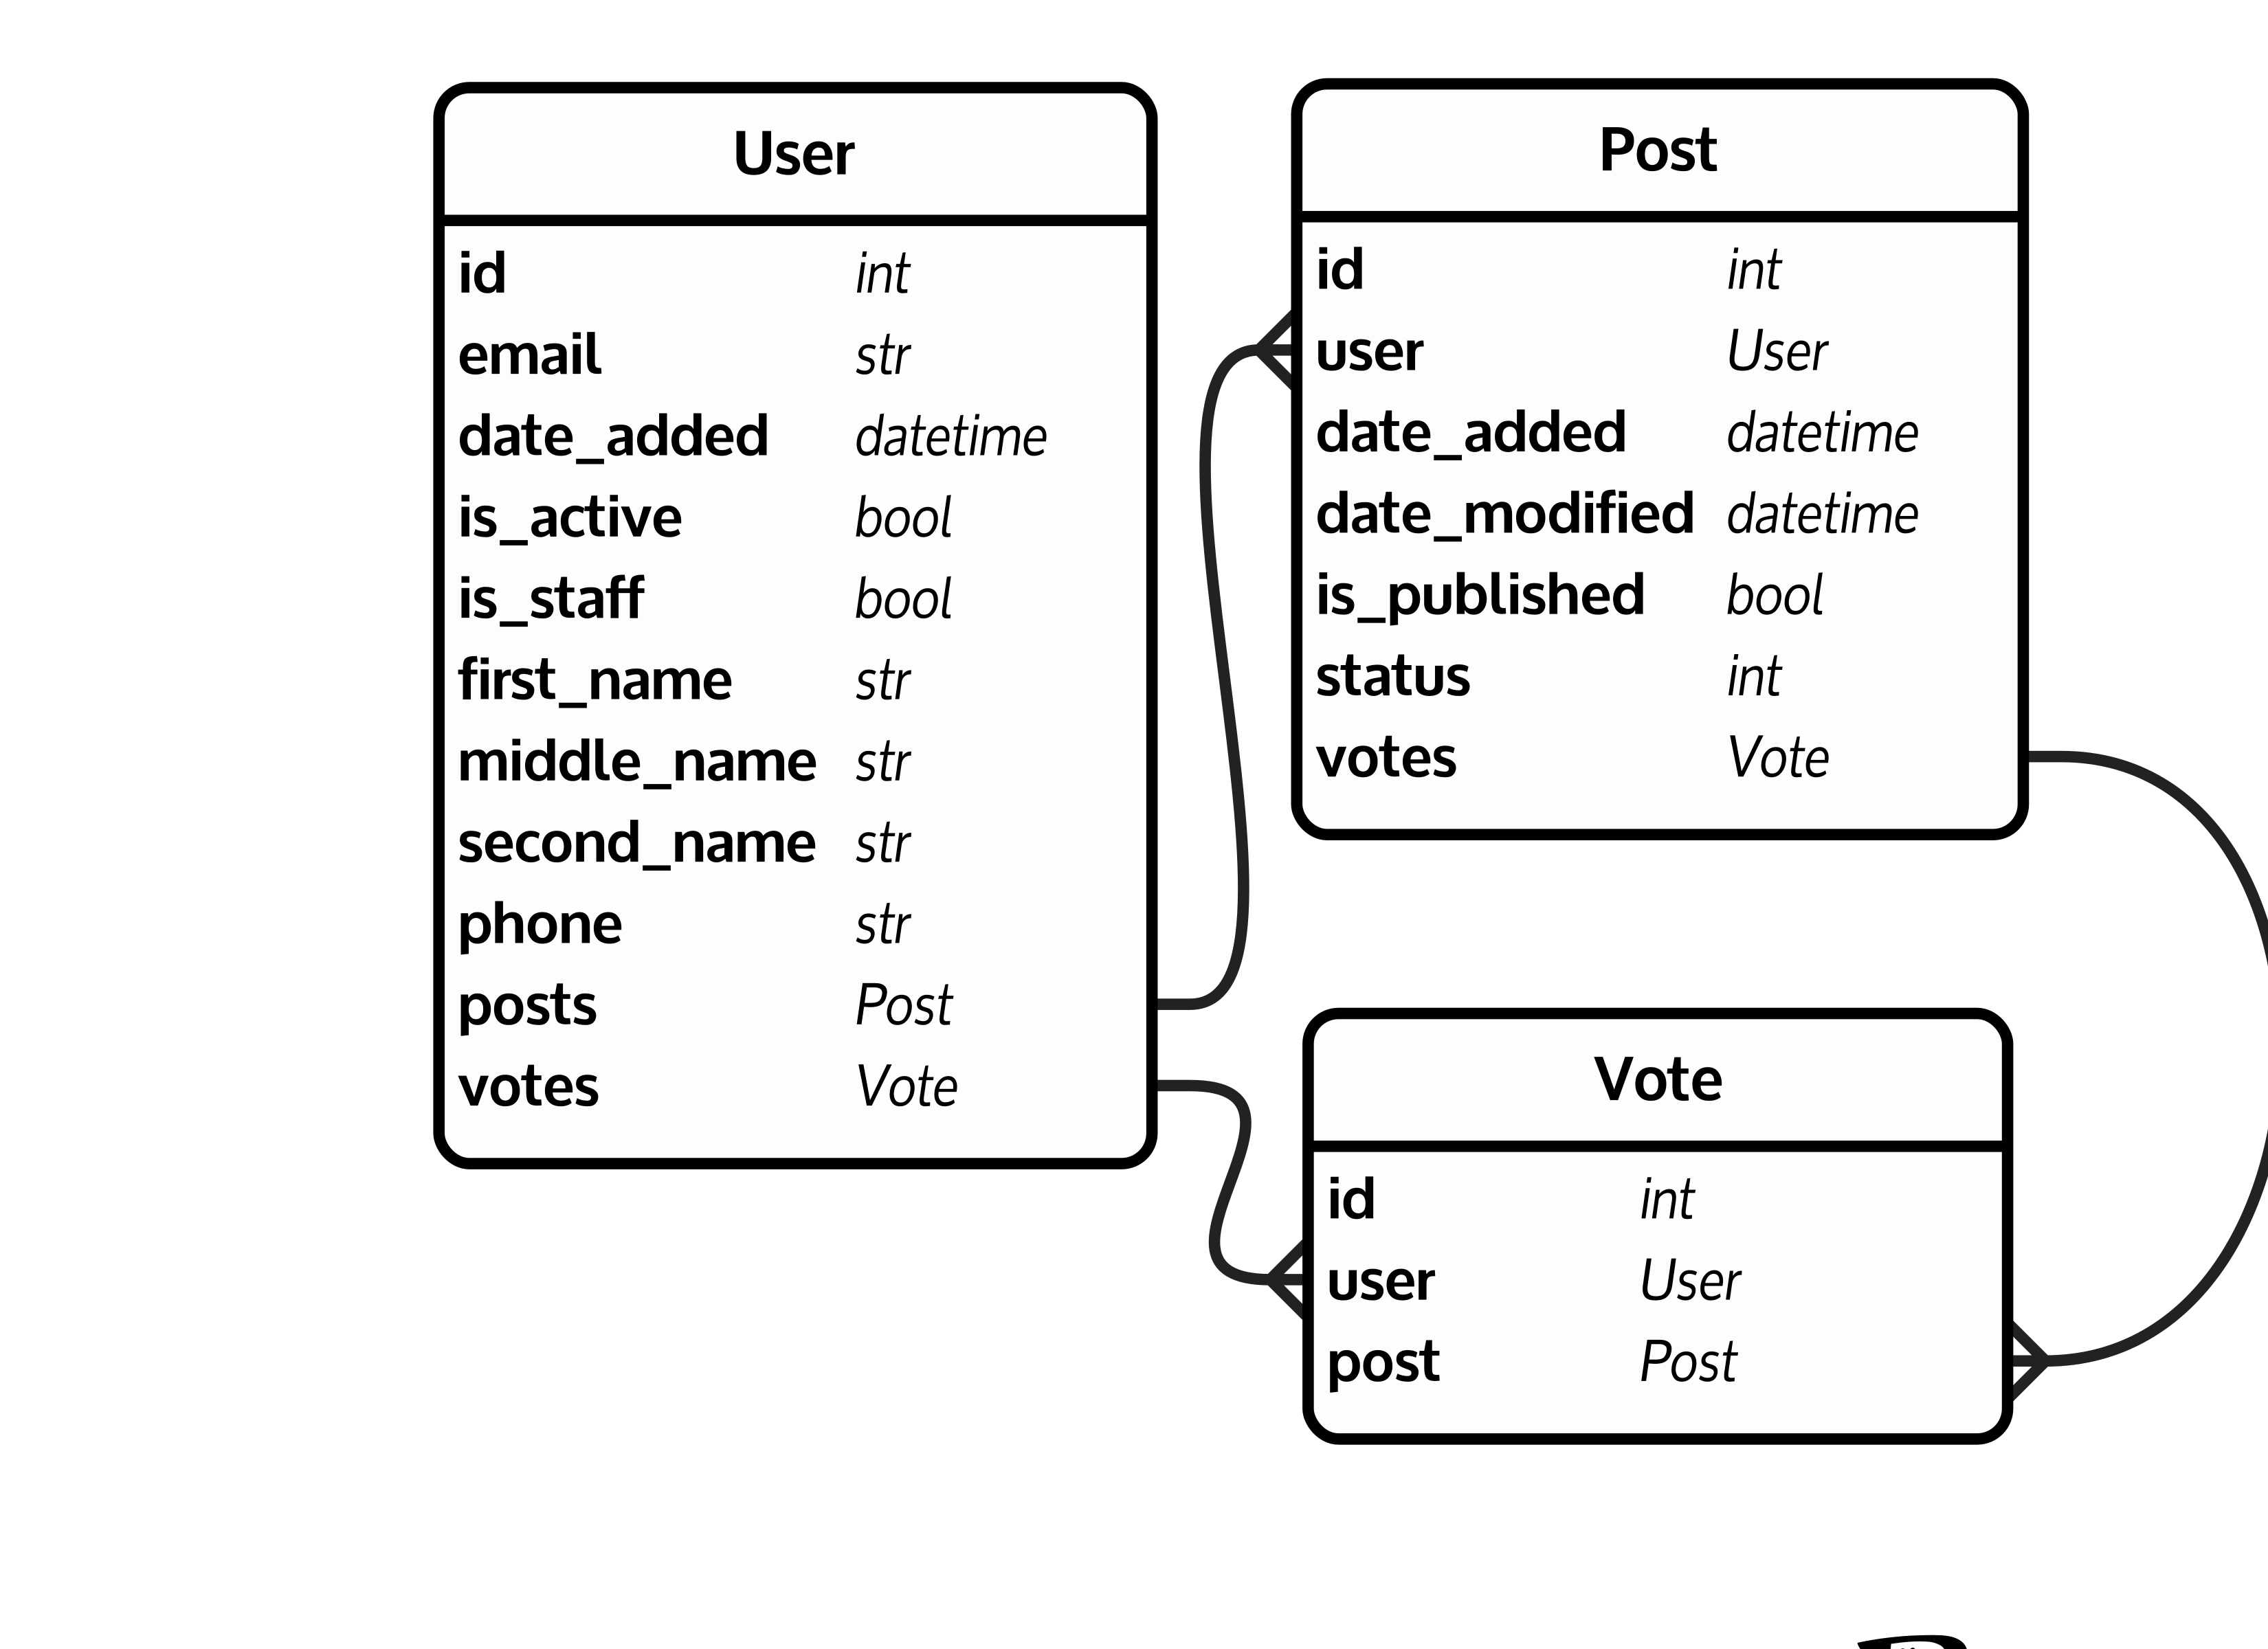 User
id int
email str
date_added datetime
is_active bool
is_staff bool
first_name str
middle_name str
second_name str
phone str
posts Post
votes Vote
Post
id int
user User
date_added datetime
date_modified datetime
is_published bool
status int
votes Vote
Vote
id int
user User
post Post